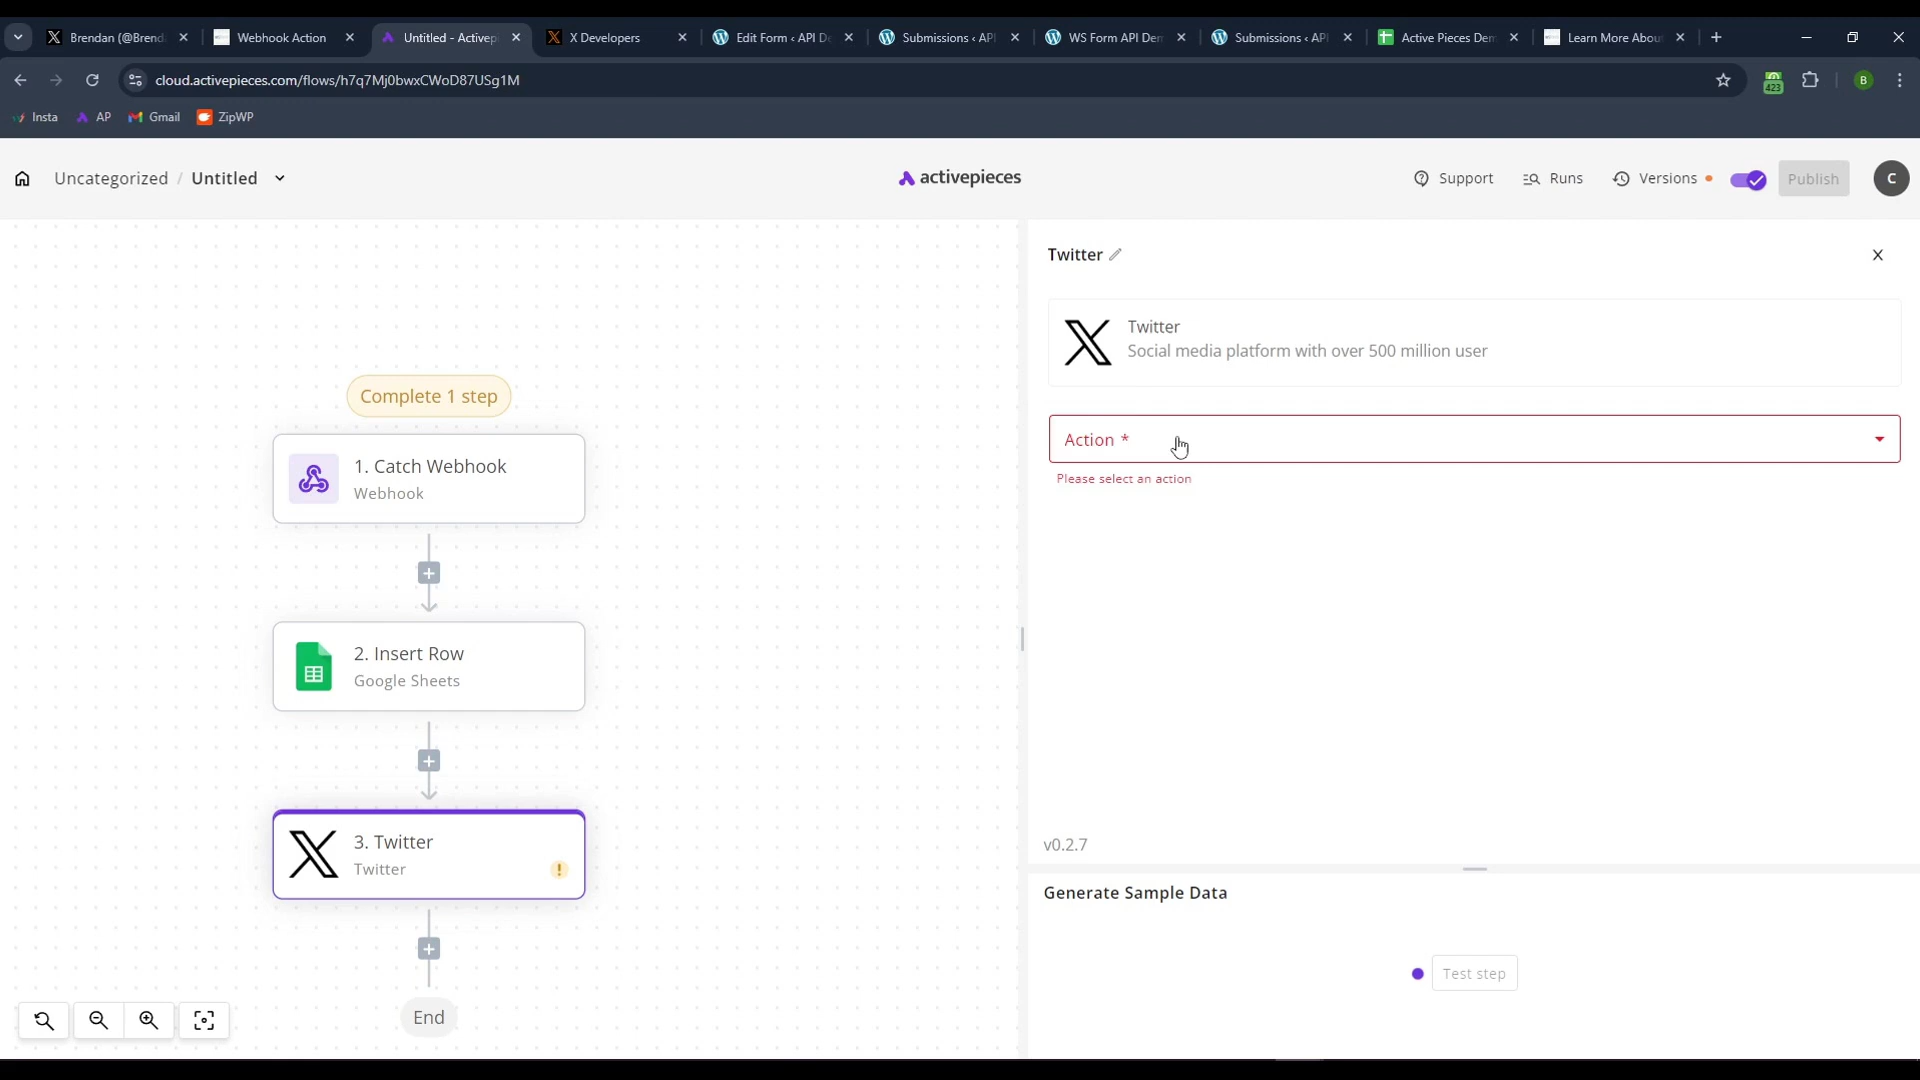 Brendan (@Brend
Webhook Action
Untitled - Activep
X Developers
Edit Form ‹ API De
Submissions ‹ API
WS Form API Dem
Submissions ‹ API
Active Pieces Dem
Learn More Abou
cloud.activepieces.com/flows/h7q7Mj0bwxCWoD87USg1M
423
B
Insta
AP
Gmail
ZipWP
Uncategorized / Untitled
activepieces
Support
Runs
Versions
Publish
C
Complete 1 step
1. Catch Webhook
Webhook
2. Insert Row
Google Sheets
3. Twitter
Twitter
!
End
Twitter
Twitter
Social media platform with over 500 million user
Action *
Please select an action
v0.2.7
Generate Sample Data
Test step